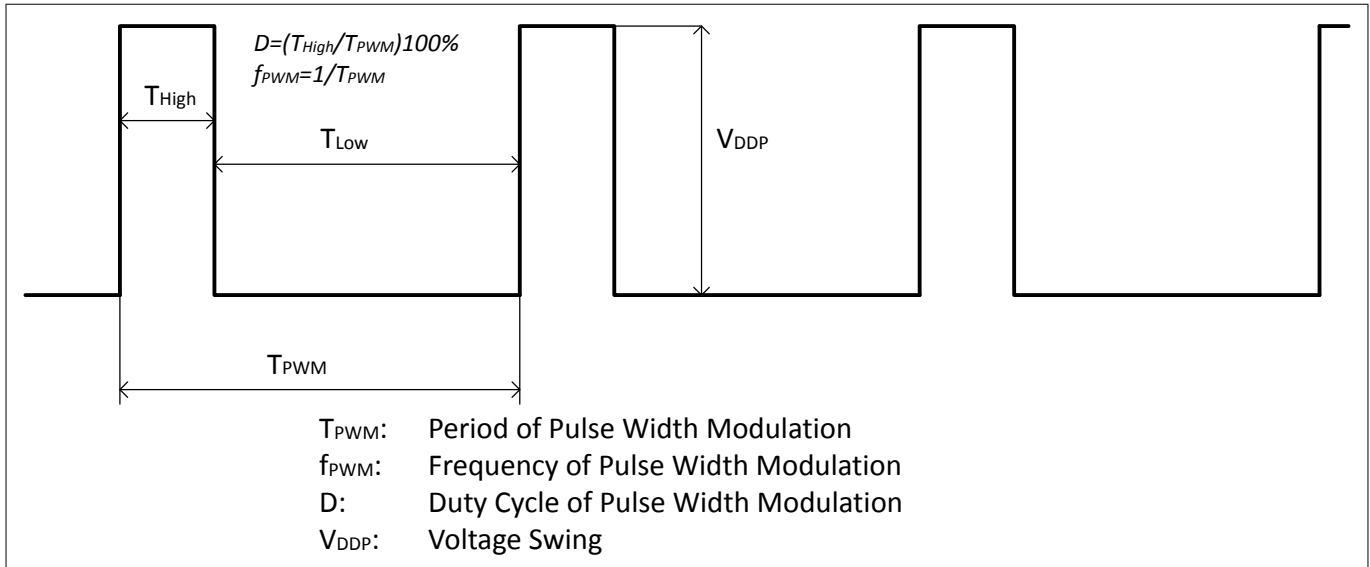 D=(THigh/TPWM)100%
fPWM=1/TPWM
THigh
TLow
VDDP
TPWM
TPWM: Period of Pulse Width Modulation
fPWM: Frequency of Pulse Width Modulation
D: Duty Cycle of Pulse Width Modulation
VDDP: Voltage Swing